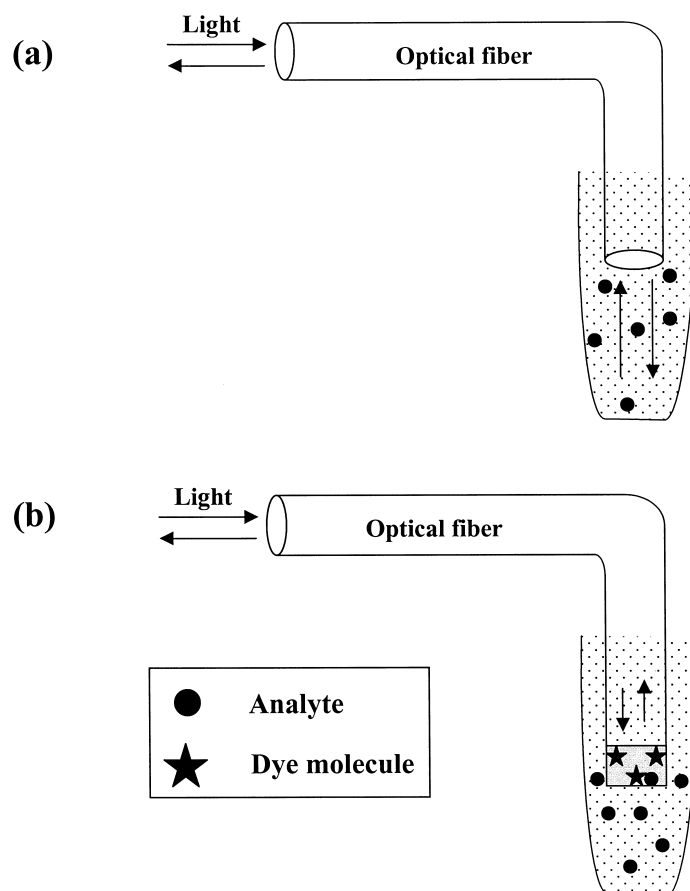 (a)
Light
Optical fiber
(b)
Light
Optical fiber
Analyte
Dye molecule